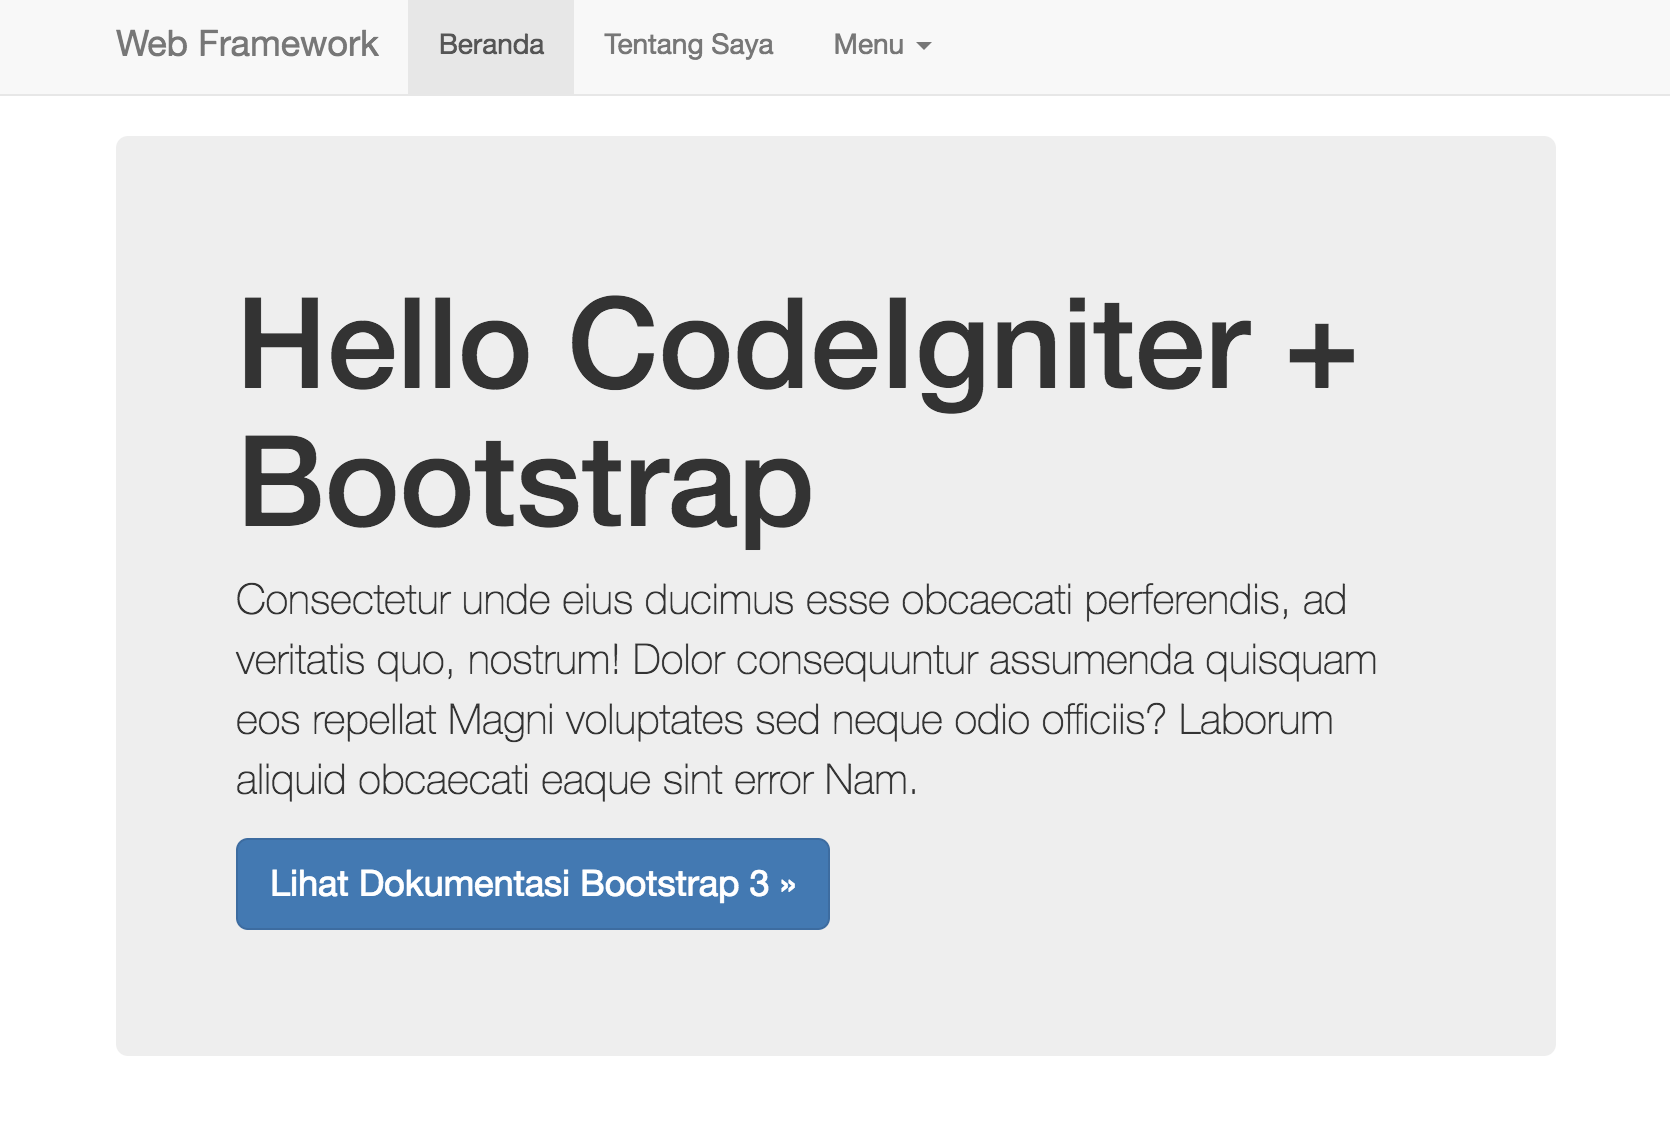 Web Framework Beranda Tentang Saya Menu
Hello CodeIgniter +
Bootstrap
Consectetur unde eius ducimus esse obcaecati perferendis, ad
veritatis quo, nostrum! Dolor consequuntur assumenda quisquam
eos repellat Magni voluptates sed neque odio officiis? Laborum
aliquid obcaecati eaque sint error Nam.
Lihat Dokumentasi Bootstrap 3 »